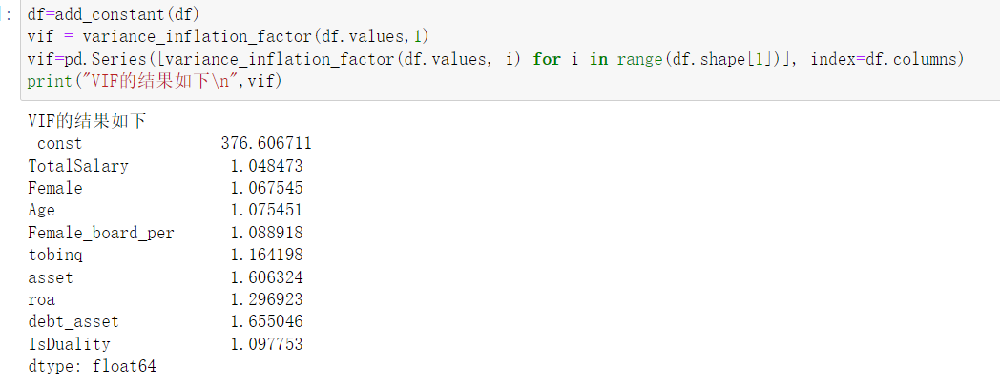 : df=add_constant(df)
vif = variance_inflation_factor(df.values,1)
vif=pd.Series([variance_inflation_factor(df.values, i) for i in range(df.shape[1])], index=df.columns)
print("VIF的结果如下\n",vif)
VIF的结果如下
const 376.606711
TotalSalary 1.048473
Female 1.067545
Age 1.075451
Female_board_per 1.088918
tobinq 1.164198
asset 1.606324
roa 1.296923
debt_asset 1.655046
IsDuality 1.097753
dtype: float64